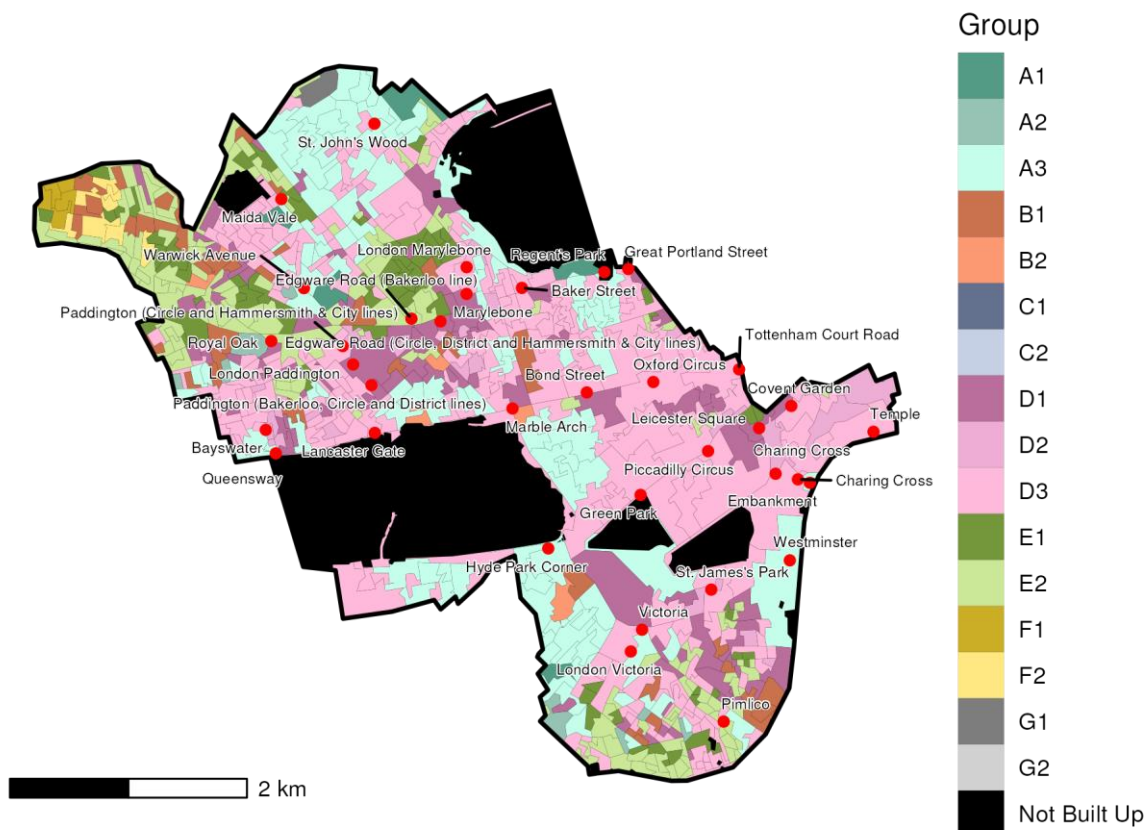 Group
A1
A2
A3
B1
B2
C1
C2
D1
D2
D3
E1
E2
F1
F2
G1
G2
Not Built Up
St. John's Wood
Maida Vale
Warwick Avenue
London Marylebone
Regent's Park
Great Portland Street
Edgware Road (Bakerloo line)
Baker Street
Paddington (Circle and Hammersmith & City lines)
Marylebone
Royal Oak
Edgware Road (Circle, District and Hammersmith & City lines)
Tottenham Court Road
London Paddington
Bond Street
Oxford Circus
Covent Garden
Paddington (Bakerloo, Circle and District lines)
Marble Arch
Leicester Square
Temple
Bayswater
Lancaster Gate
Charing Cross
Queensway
Piccadilly Circus
Charing Cross
Embankment
Green Park
Westminster
Hyde Park Corner
St. James's Park
Victoria
London Victoria
Pimlico
2 km